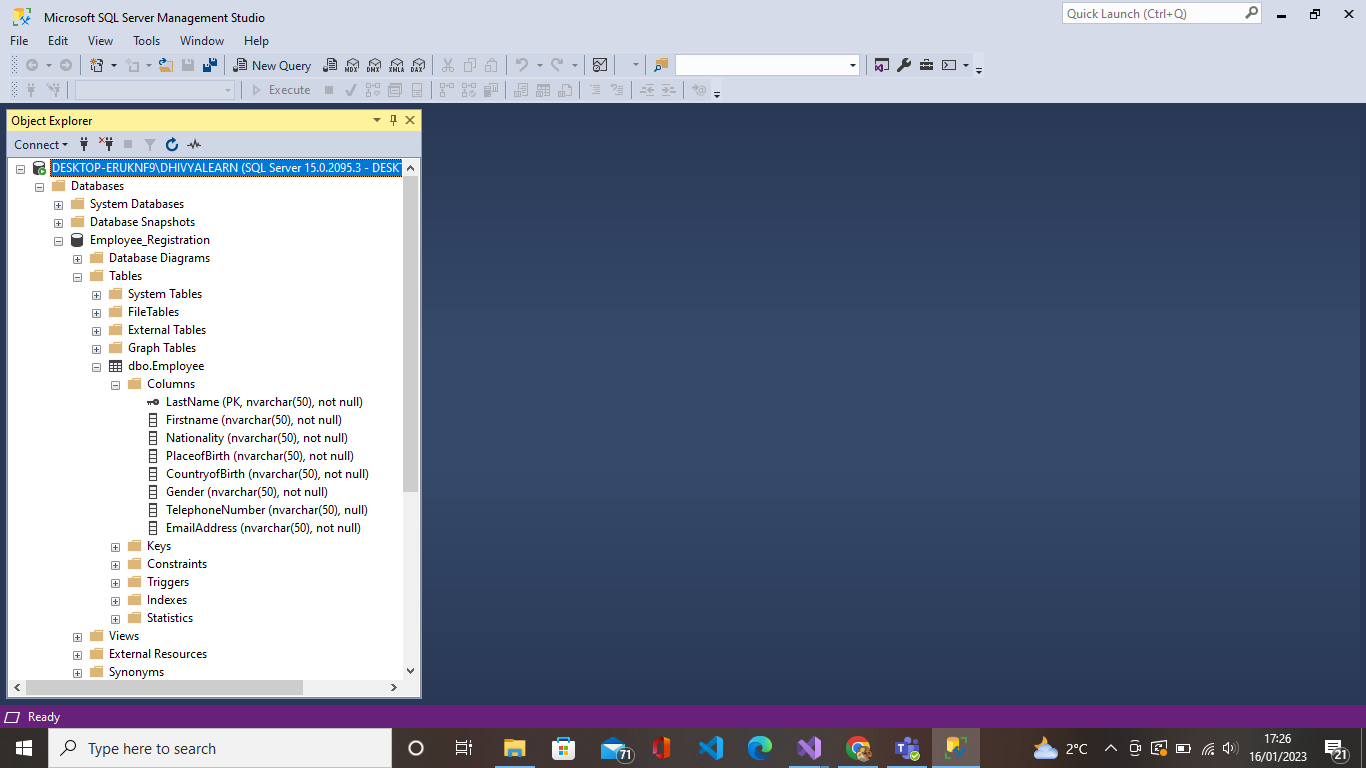 Microsoft SQL Server Management Studio
Quick Launch (Ctrl+Q)
File Edit View Tools Window Help
New Query MDX DMX XMLA DAX
Execute
Object Explorer
Connect
DESKTOP-ERUKNF9\DHIVYALEARN (SQL Server 15.0.2095.3 - DESKT
Databases
System Databases
Database Snapshots
Employee_Registration
Database Diagrams
Tables
System Tables
FileTables
External Tables
Graph Tables
dbo.Employee
Columns
LastName (PK, nvarchar(50), not null)
Firstname (nvarchar(50), not null)
Nationality (nvarchar(50), not null)
PlaceofBirth (nvarchar(50), not null)
CountryofBirth (nvarchar(50), not null)
Gender (nvarchar(50), not null)
TelephoneNumber (nvarchar(50), null)
EmailAddress (nvarchar(50), not null)
Keys
Constraints
Triggers
Indexes
Statistics
Views
External Resources
Synonyms
Ready
Type here to search
71
2°C
17:26
16/01/2023
21